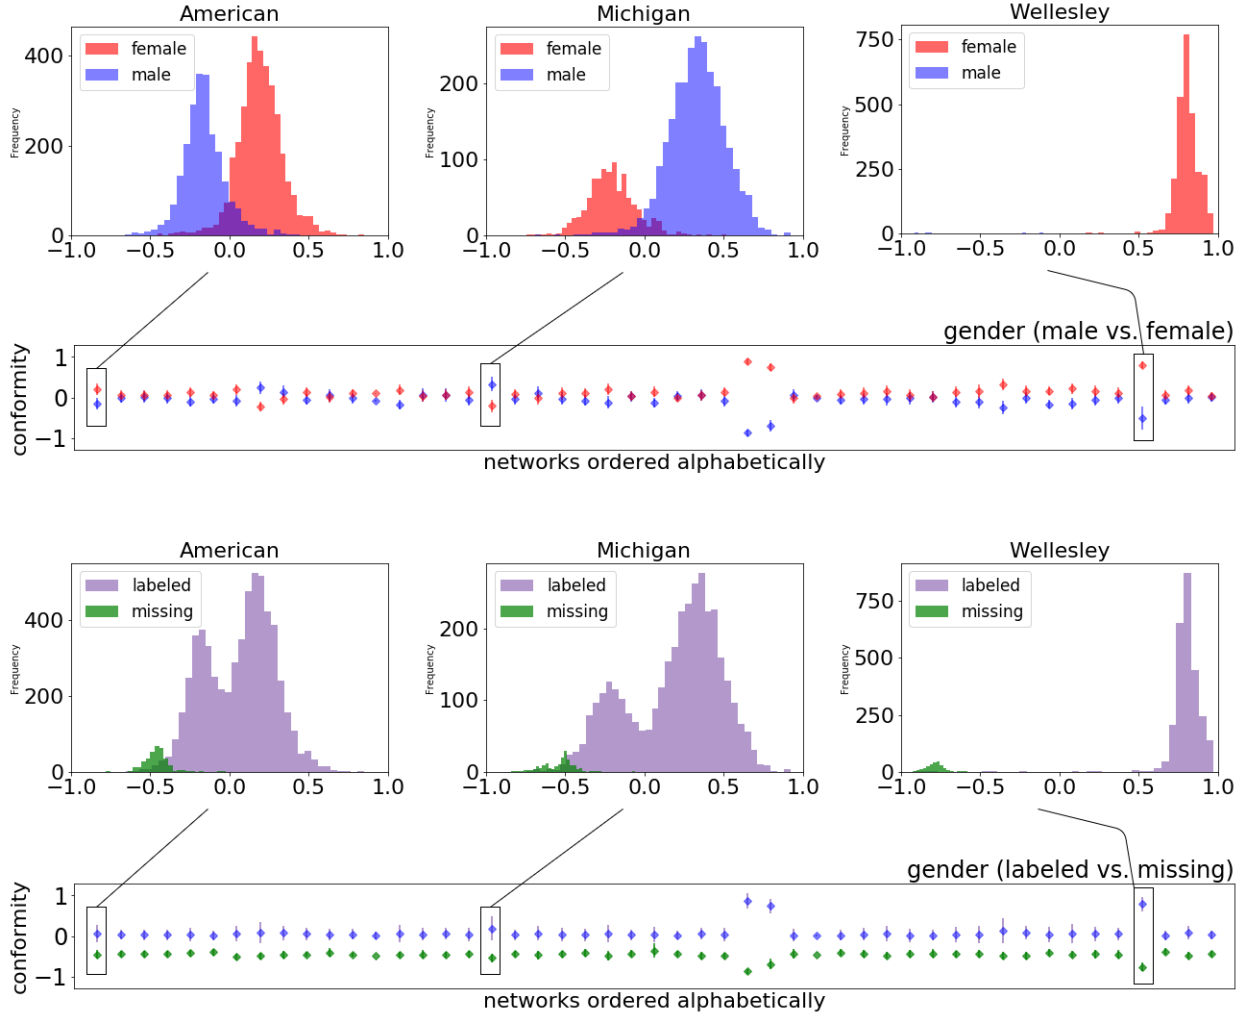 American
Michigan
Wellesley
female
male
female
male
female
male
Frequency
Frequency
Frequency
400
200
0
200
100
0
750
500
250
0
−1.0 −0.5 0.0 0.5 1.0
−1.0 −0.5 0.0 0.5 1.0
−1.0 −0.5 0.0 0.5 1.0
gender (male vs. female)
conformity
1
0
−1
networks ordered alphabetically
American
Michigan
Wellesley
labeled
missing
labeled
missing
labeled
missing
Frequency
Frequency
Frequency
400
200
0
200
100
0
750
500
250
0
−1.0 −0.5 0.0 0.5 1.0
−1.0 −0.5 0.0 0.5 1.0
−1.0 −0.5 0.0 0.5 1.0
gender (labeled vs. missing)
conformity
1
0
−1
networks ordered alphabetically